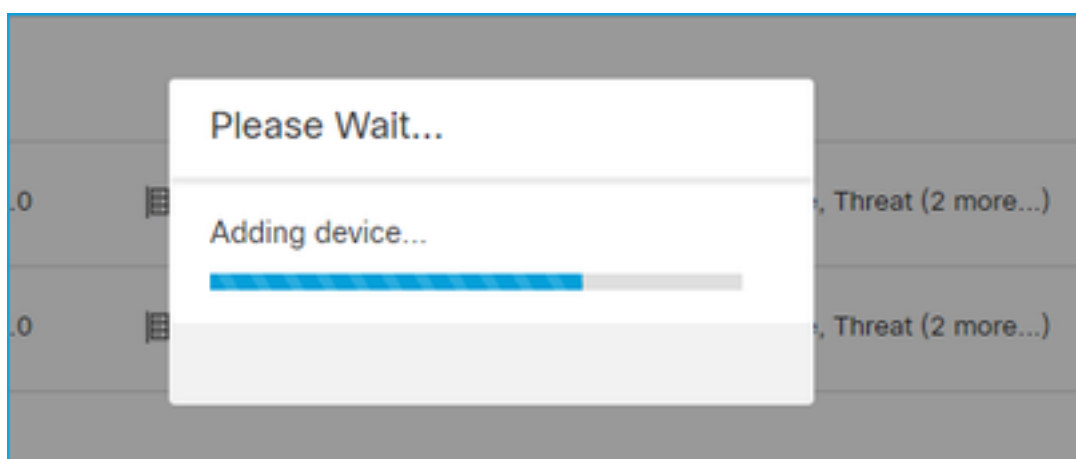 Please Wait...
.0
, Threat (2 more...)
Adding device...
.0
, Threat (2 more...)